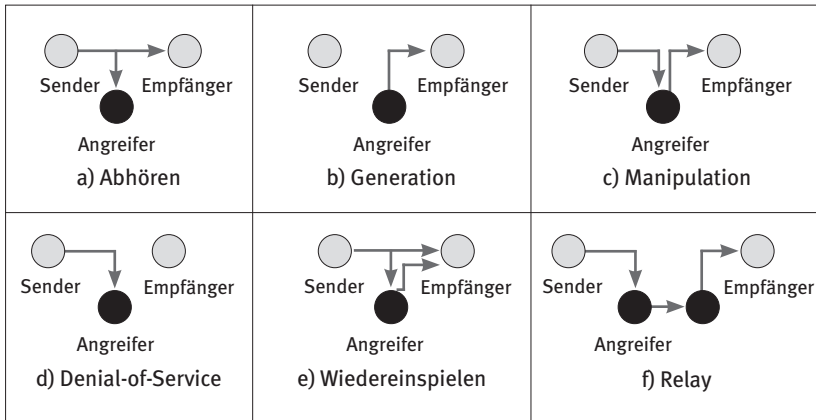 Sender Empfänger
Angreifer
a) Abhören
Sender Empfänger
Angreifer
b) Generation
Sender Empfänger
Angreifer
c) Manipulation
Sender Empfänger
Angreifer
d) Denial-of-Service
Sender Empfänger
Angreifer
e) Wiedereinspielen
Sender Empfänger
Angreifer
f) Relay